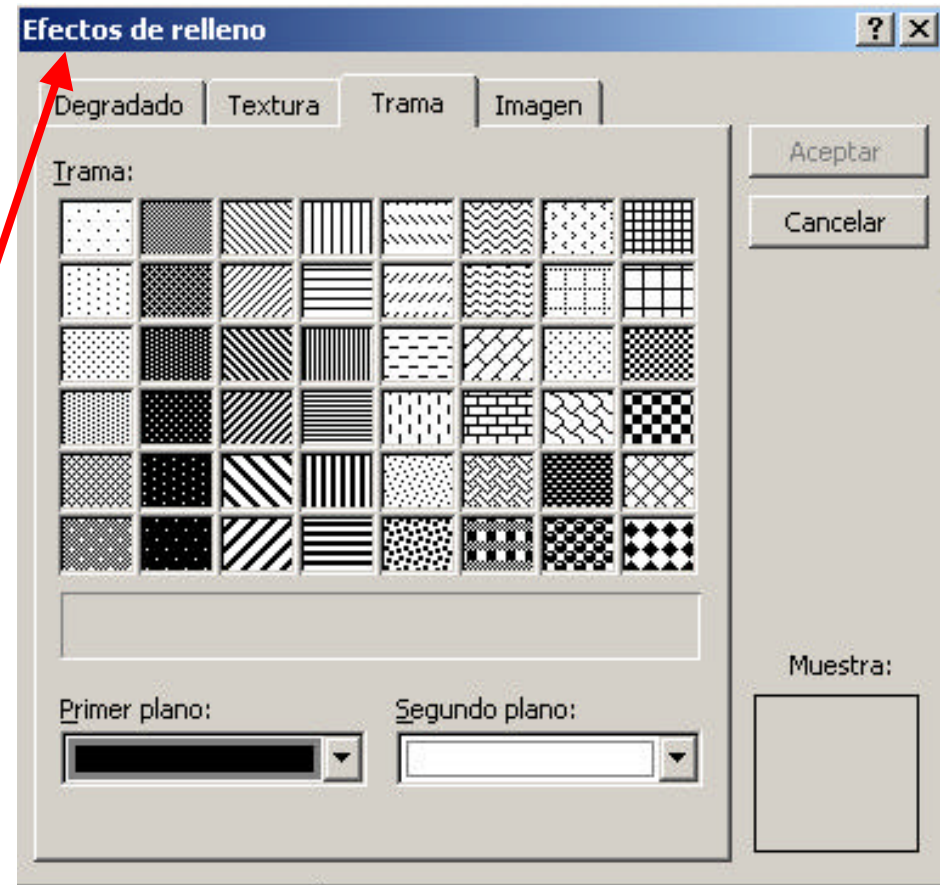 Efectos de relleno
Degradado Textura Trama Imagen
Aceptar
Trama:
Cancelar
Muestra:
Primer plano: Segundo plano: